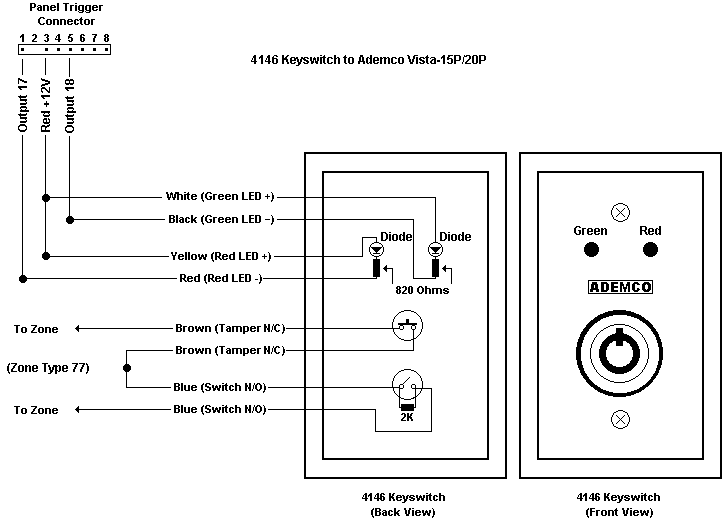 Panel Trigger
Connector
1 2 3 4 5 6 7 8
4146 Keyswitch to Ademco Vista-15P/20P
Output 17
Red +12V
Output 18
White (Green LED +)
Black (Green LED –)
Diode
Diode
Yellow (Red LED +)
Red (Red LED -)
820 Ohms
Green
Red
ADEMCO
To Zone
Brown (Tamper N/C)
Brown (Tamper N/C)
(Zone Type 77)
Blue (Switch N/O)
To Zone
Blue (Switch N/O)
2K
4146 Keyswitch
(Back View)
4146 Keyswitch
(Front View)